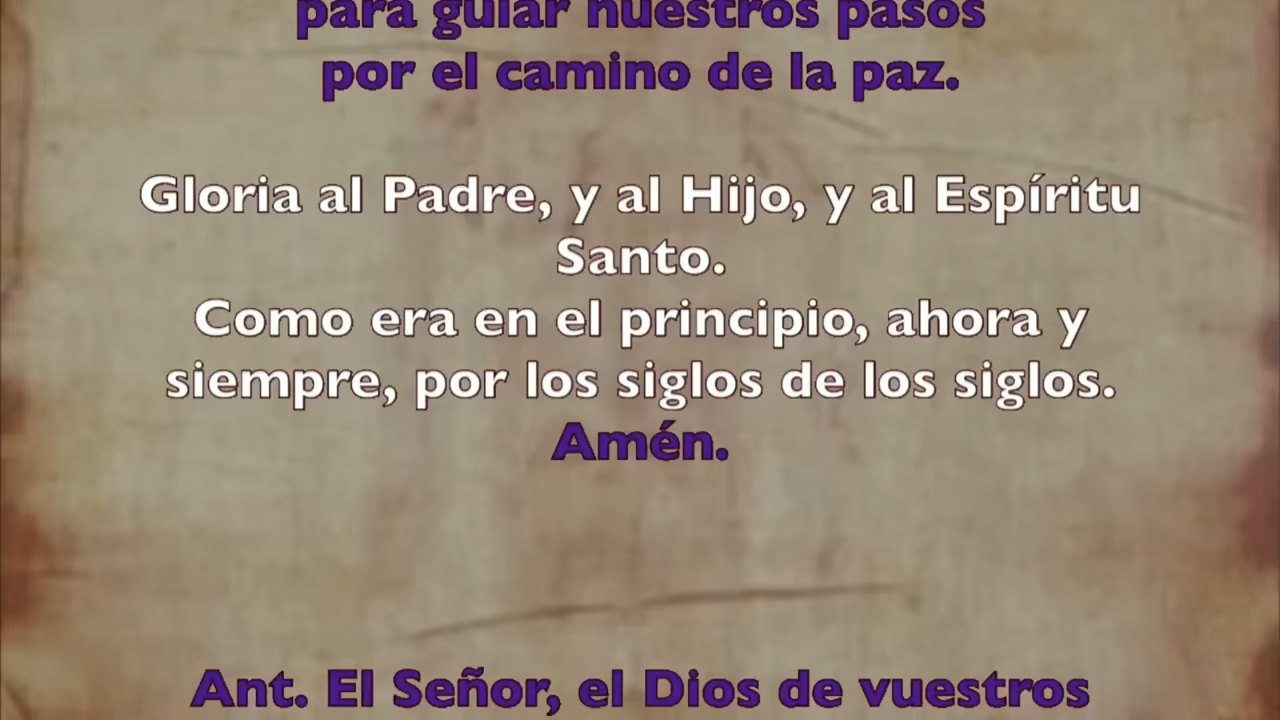 para guiar nuestros pasos
por el camino de la paz.
Gloria al Padre, y al Hijo, y al Espíritu
Santo.
Como era en el principio, ahora y
siempre, por los siglos de los siglos.
Amén.
Ant. El Señor, el Dios de vuestros